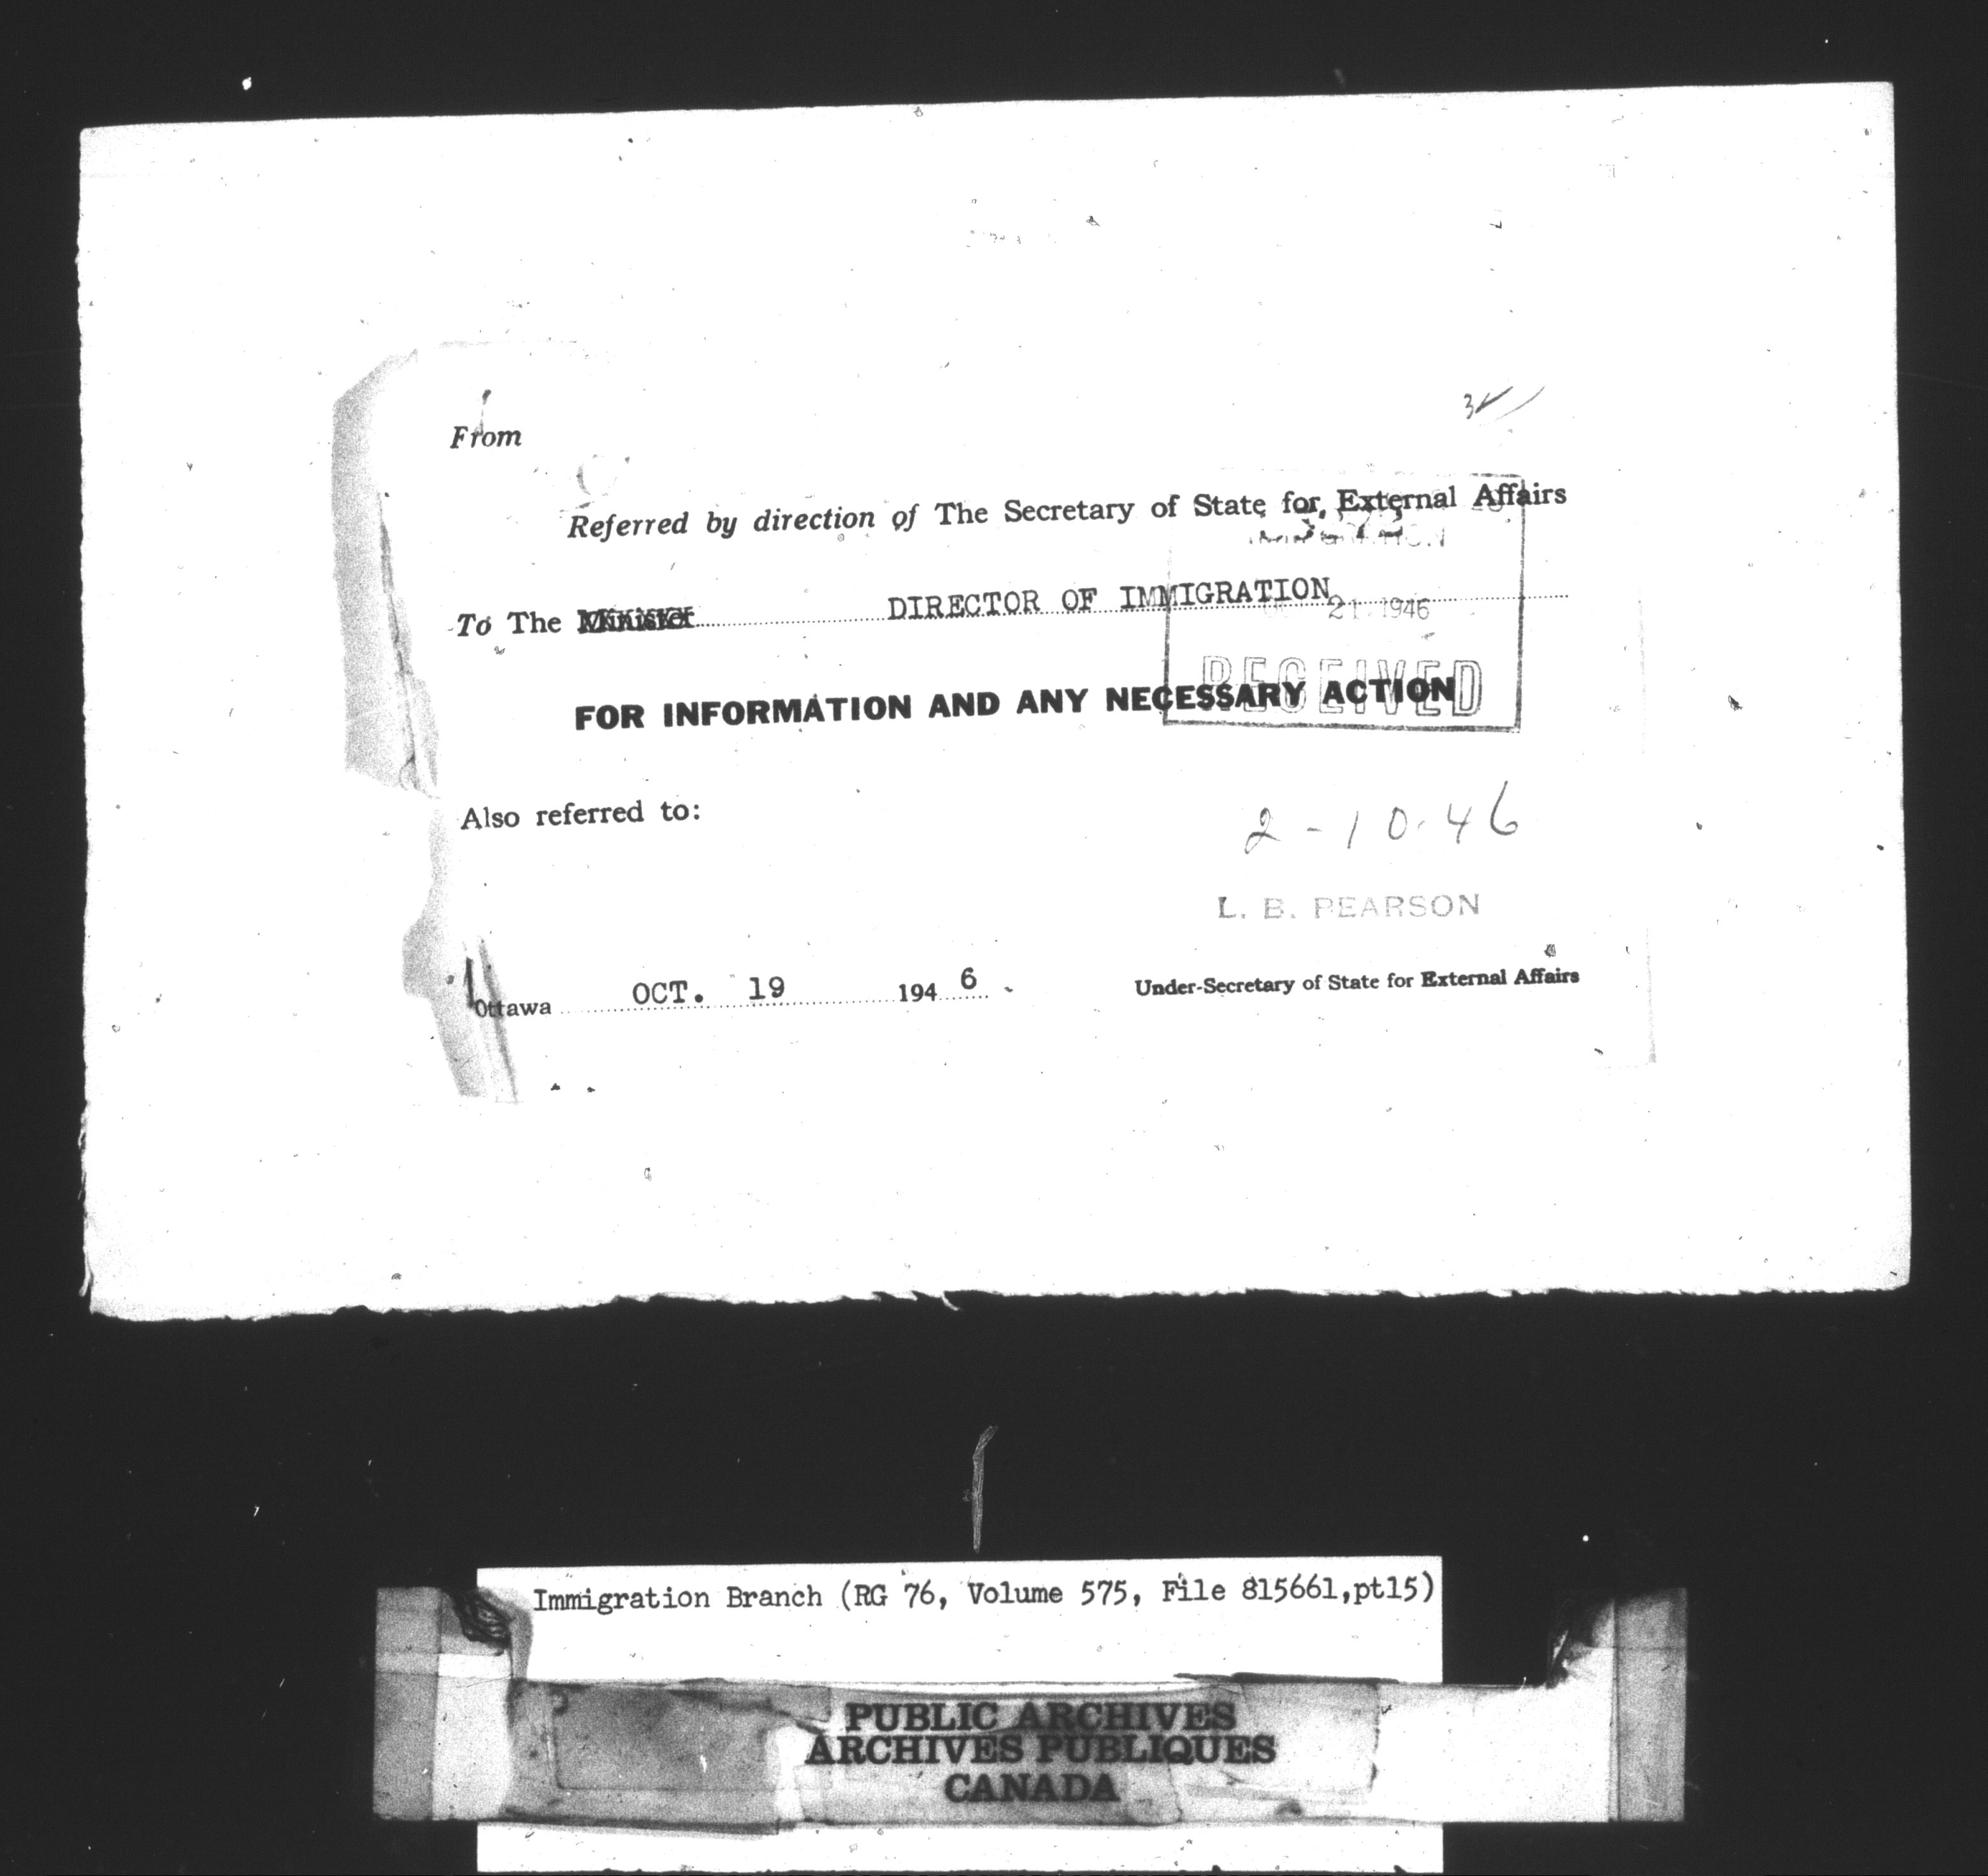 From
Referred by direction of The Secretary of State for External Affairs
To The Minister DIRECTOR OF IMMIGRATION
21 1946
RECEIVED
FOR INFORMATION AND ANY NECESSARY ACTION
Also referred to:
2-10-46
L. B. PEARSON
Ottawa OCT. 19 1946.
Under-Secretary of State for External Affairs
Immigration Branch (RG 76, Volume 575, File 815661,pt15)
PUBLIC ARCHIVES
ARCHIVES PUBLIQUES
CANADA